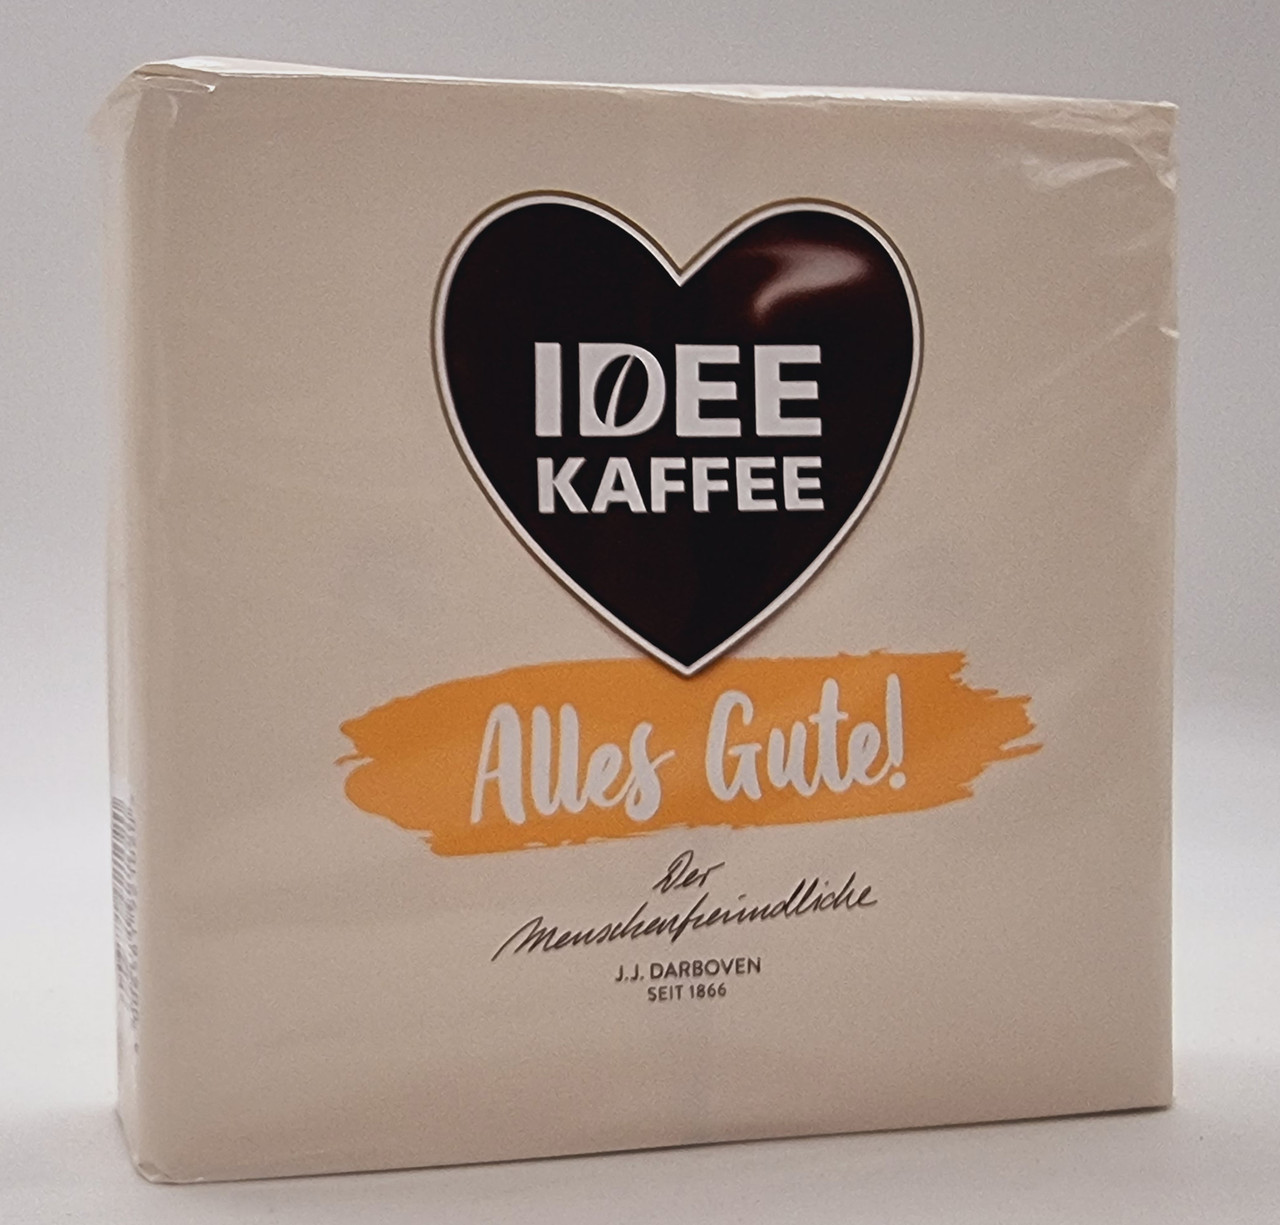 IDEE
KAFFEE
Alles Gute!
Der
Menschenfreundliche
J.J. DARBOVEN
SEIT 1866